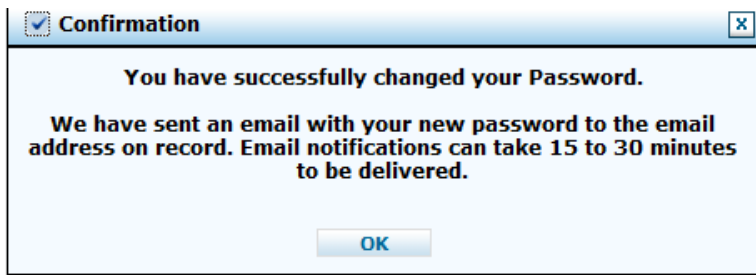 Confirmation
You have successfully changed your Password.
We have sent an email with your new password to the email
address on record. Email notifications can take 15 to 30 minutes
to be delivered.
OK